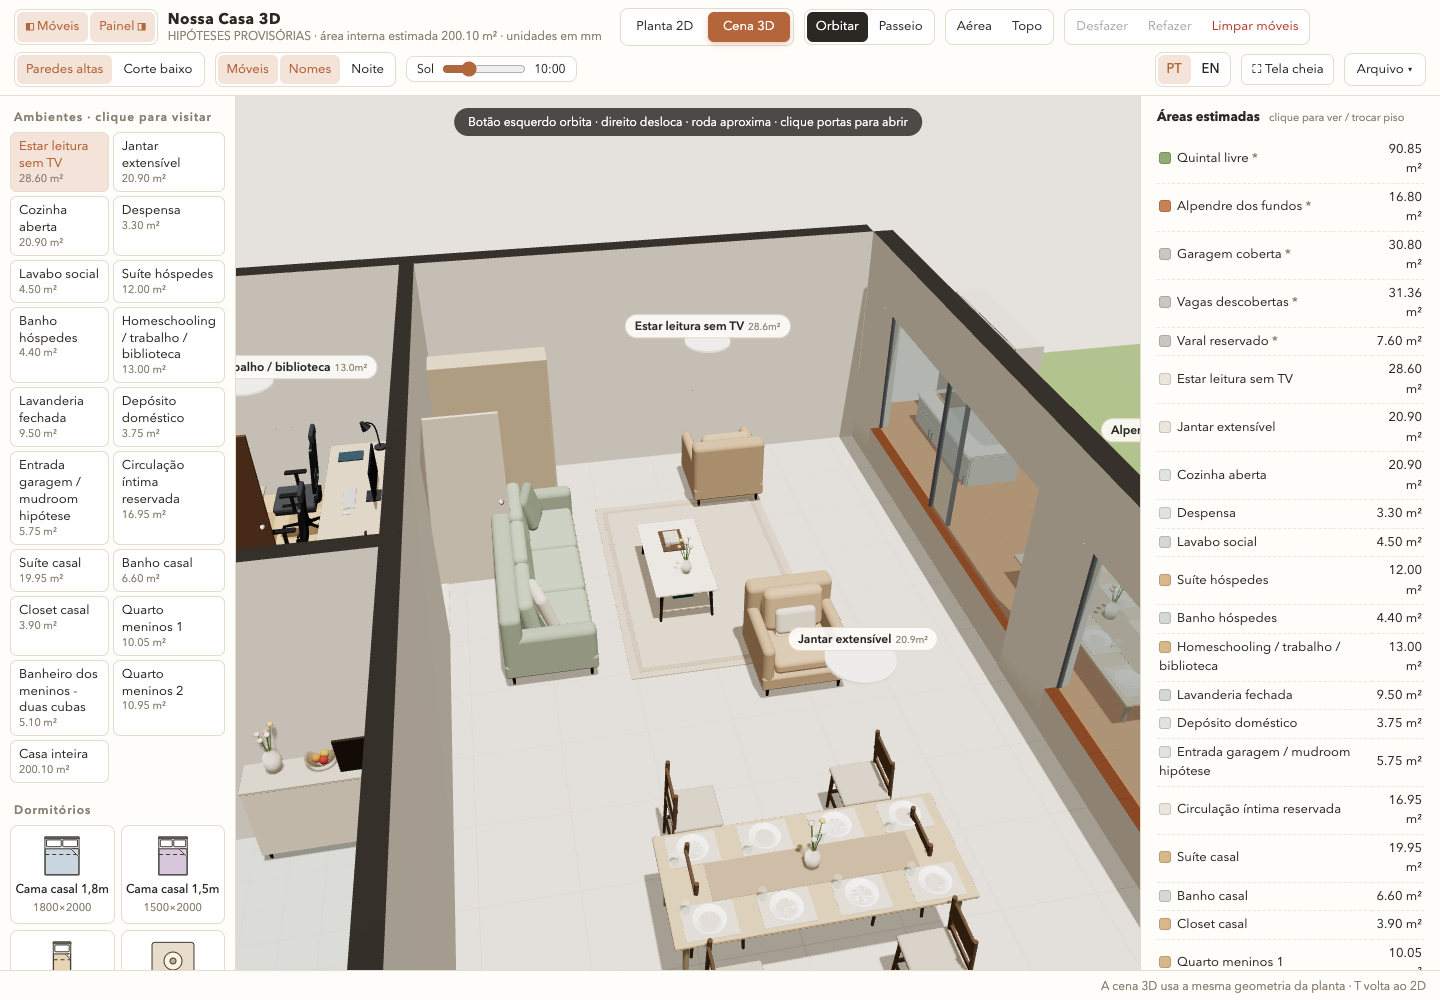 Móveis
Painel
Nossa Casa 3D
HIPÓTESES PROVISÓRIAS · área interna estimada 200.10 m² · unidades em mm
Planta 2D
Cena 3D
Orbitar
Passeio
Aérea
Topo
Desfazer
Refazer
Limpar móveis
Paredes altas
Corte baixo
Móveis
Nomes
Noite
Sol
10:00
PT
EN
Tela cheia
Arquivo
Ambientes · clique para visitar
Estar leitura
sem TV
28.60 m²
Jantar
extensível
20.90 m²
Cozinha
aberta
20.90 m²
Despensa
3.30 m²
Lavabo social
4.50 m²
Suíte hóspedes
12.00 m²
Banho
hóspedes
4.40 m²
Homeschooling
/ trabalho /
biblioteca
13.00 m²
Lavanderia
fechada
9.50 m²
Depósito
doméstico
3.75 m²
Entrada
garagem /
mudroom
hipótese
5.75 m²
Circulação
íntima
reservada
16.95 m²
Suíte casal
19.95 m²
Banho casal
6.60 m²
Closet casal
3.90 m²
Quarto
meninos 1
10.05 m²
Banheiro dos
meninos -
duas cubas
5.10 m²
Quarto
meninos 2
10.95 m²
Casa inteira
200.10 m²
Dormitórios
Cama casal 1,8m
1800×2000
Cama casal 1,5m
1500×2000
Botão esquerdo orbita · direito desloca · roda aproxima · clique portas para abrir
Estar leitura sem TV 28.6m²
balho / biblioteca 13.0m²
Alper
Jantar extensível 20.9m²
Áreas estimadas clique para ver / trocar piso
Quintal livre *
90.85
m²
Alpendre dos fundos *
16.80
m²
Garagem coberta *
30.80
m²
Vagas descobertas *
31.36
m²
Varal reservado *
7.60 m²
Estar leitura sem TV
28.60
m²
Jantar extensível
20.90
m²
Cozinha aberta
20.90
m²
Despensa
3.30 m²
Lavabo social
4.50 m²
Suíte hóspedes
12.00
m²
Banho hóspedes
4.40 m²
Homeschooling / trabalho /
biblioteca
13.00
m²
Lavanderia fechada
9.50 m²
Depósito doméstico
3.75 m²
Entrada garagem / mudroom
hipótese
5.75 m²
Circulação íntima reservada
16.95
m²
Suíte casal
19.95
m²
Banho casal
6.60 m²
Closet casal
3.90 m²
Quarto meninos 1
10.05
A cena 3D usa a mesma geometria da planta · T volta ao 2D